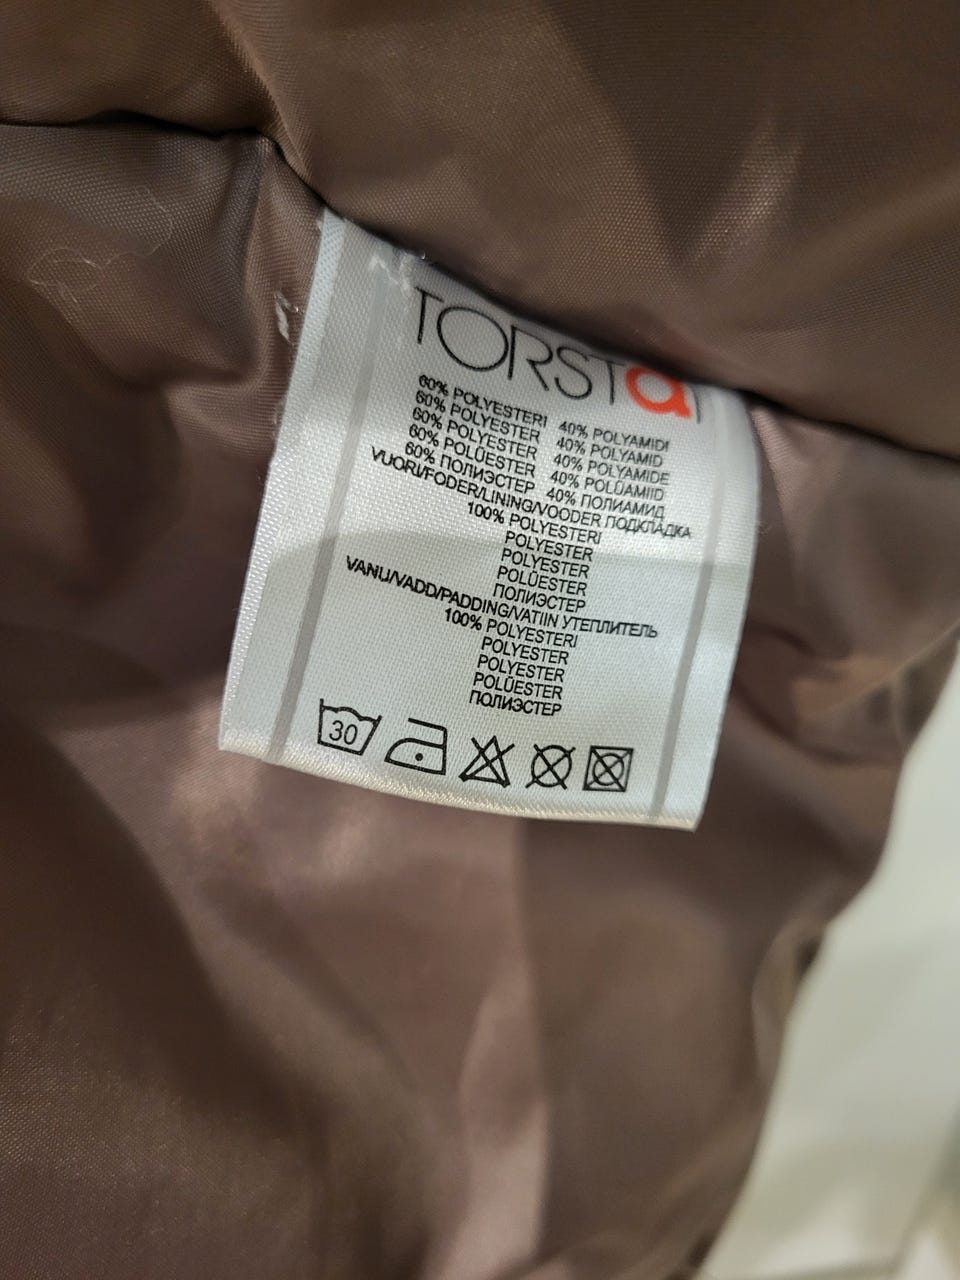 TORSTAI
60% POLYESTERI 40% POLYAMIDI
60% POLYESTER 40% POLYAMID
60% POLYESTER 40% POLYAMIDE
60% POLÜESTER 40% POLÜAMIID
60% ПОЛИЭСТЕР 40% ПОЛИАМИД
VUORI/FODER/LINING/VOODER ПОДКЛАДКА
100% POLYESTERI
POLYESTER
POLYESTER
POLÜESTER
ПОЛИЭСТЕР
VANU/VADD/PADDING/VATIIN УТЕПЛИТЕЛЬ
100% POLYESTERI
POLYESTER
POLYESTER
POLÜESTER
ПОЛИЭСТЕР
30